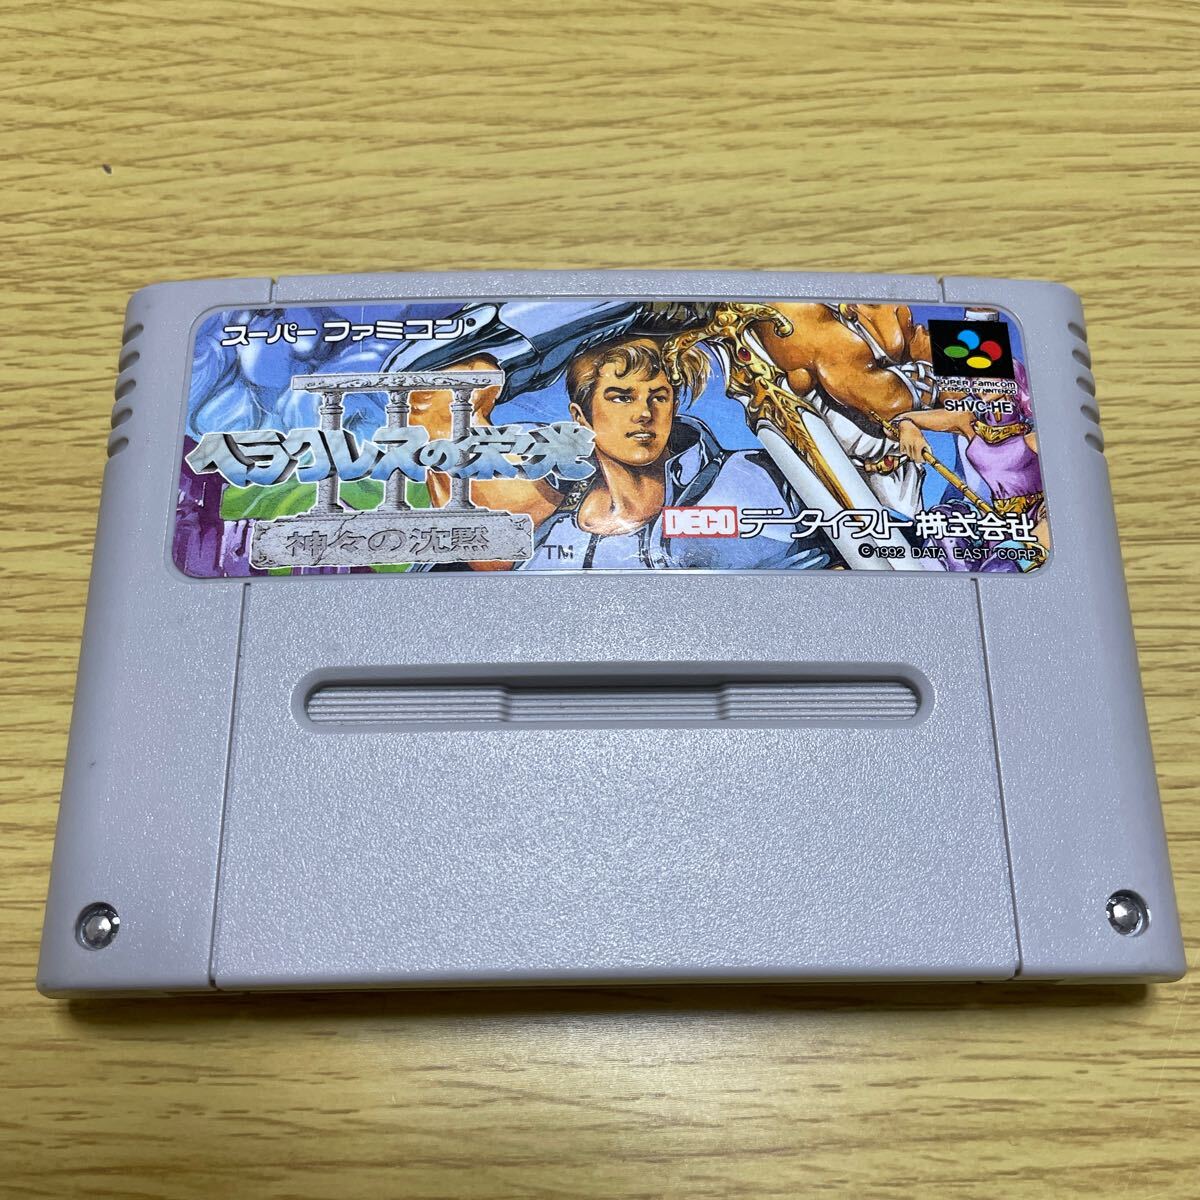 スーパーファミコン
III
ヘラクレスの栄光
神々の沈黙
TM
SUPER Famicom
LICENSED BY NINTENDO
SHVC-HE
DECO データイースト株式会社
©1992 DATA EAST CORP.